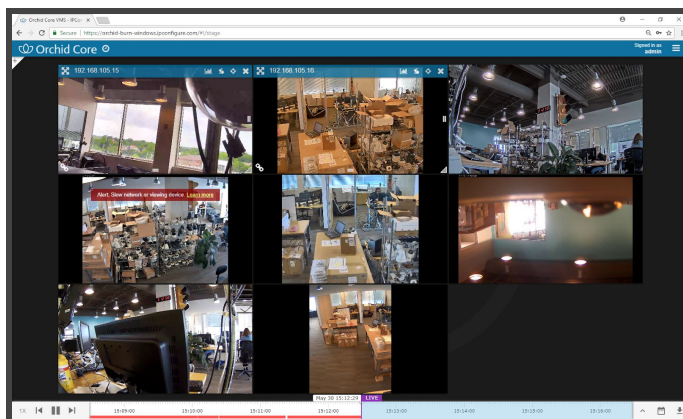 Orchid Core VMS - IPCon
Secure | https://orchid-burn-windows.ipconfigure.com/#!/stage
Orchid Core
Signed in as
admin
192.168.105.15
192.168.105.16
Alert. Slow network or viewing device. Learn more
May 30 15:12:29
LIVE
1X
15:09:00
15:10:00
15:11:00
15:12:00
15:13:00
15:14:00
15:15:00
15:16:00